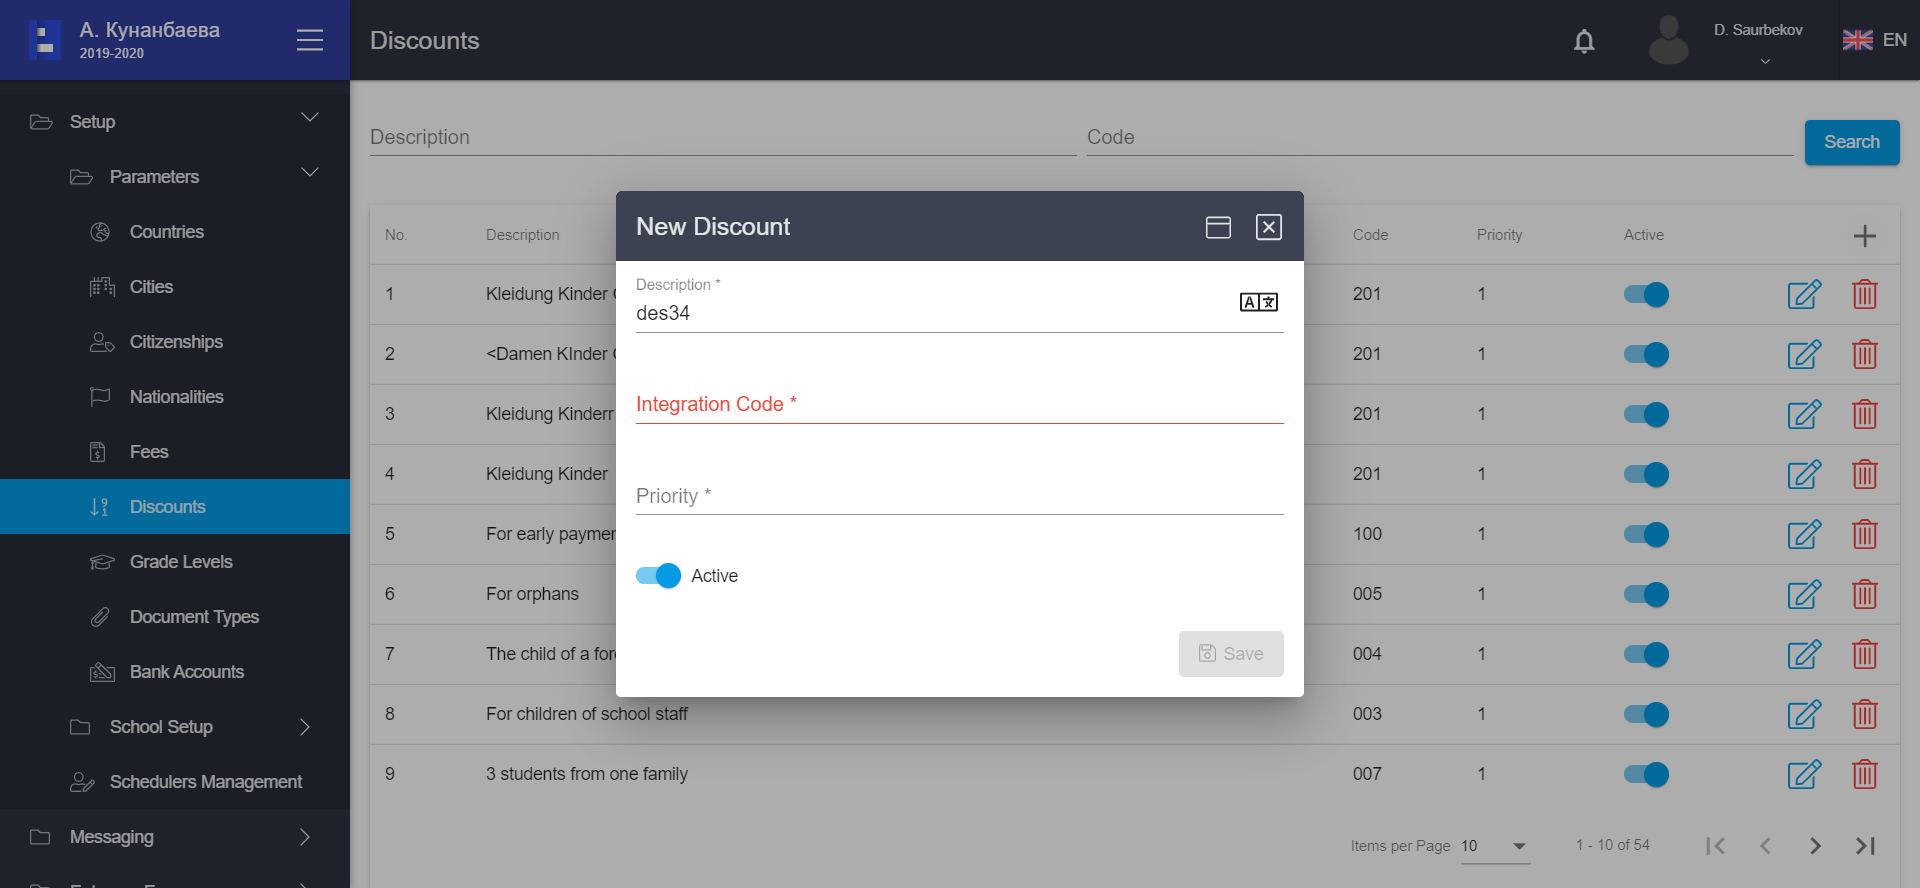 А. Кунанбаева
2019-2020
Discounts
D. Saurbekov
EN
Setup
Parameters
Countries
Cities
Citizenships
Nationalities
Fees
Discounts
Grade Levels
Document Types
Bank Accounts
School Setup
Schedulers Management
Messaging
Description
Code
Search
No.
Description
Code
Priority
Active
1
Kleidung Kinder
201
1
2
<Damen KInder
201
1
3
Kleidung Kinderr
201
1
4
Kleidung Kinder
201
1
5
For early
100
1
6
For orphans
005
1
7
The child of a
004
1
8
For children of school staff
003
1
9
3 students from one family
007
1
Items per Page
10
1 - 10 of 54
New Discount
Description *
des34
Integration Code *
Priority *
Active
Save